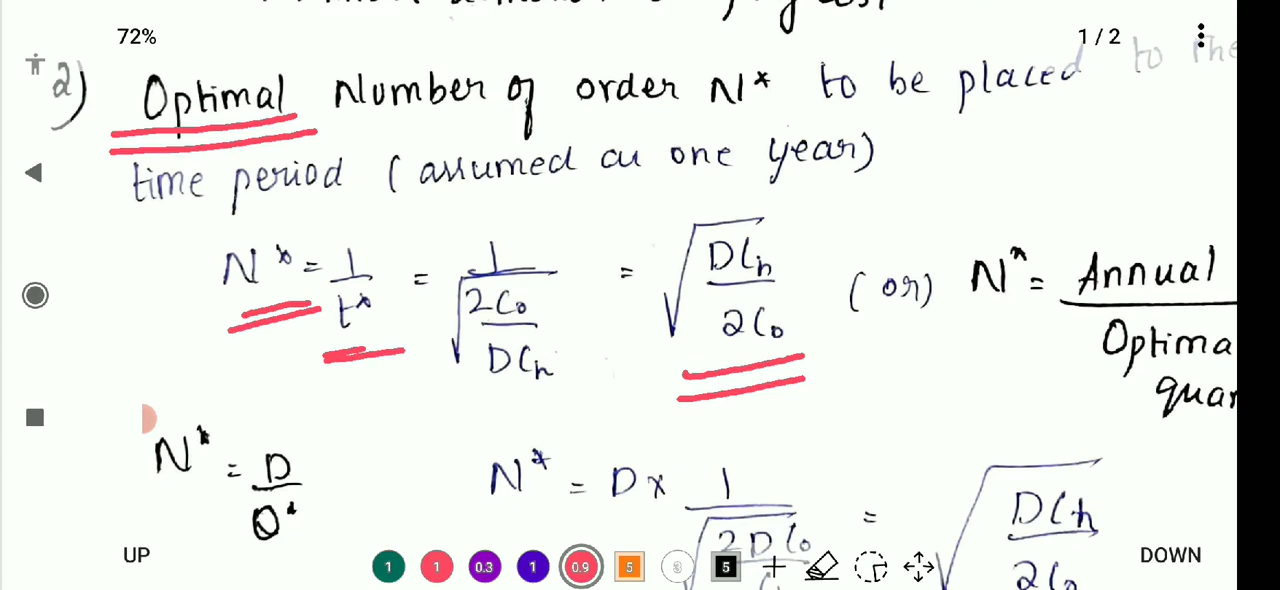 72%
1 / 2
2) Optimal Number of order N* to be placed to the
time period (assumed as one year)
N* = 1/t* = 1/√(2C₀/DCₕ) = √(DCₕ/2C₀) (or) N* = Annual / Optima
quan
N* = D/Q* N* = D x 1/√(2DC₀ = √(DCₕ/2C₀
UP
DOWN
1 1 0.3 1 0.9 5 3 5